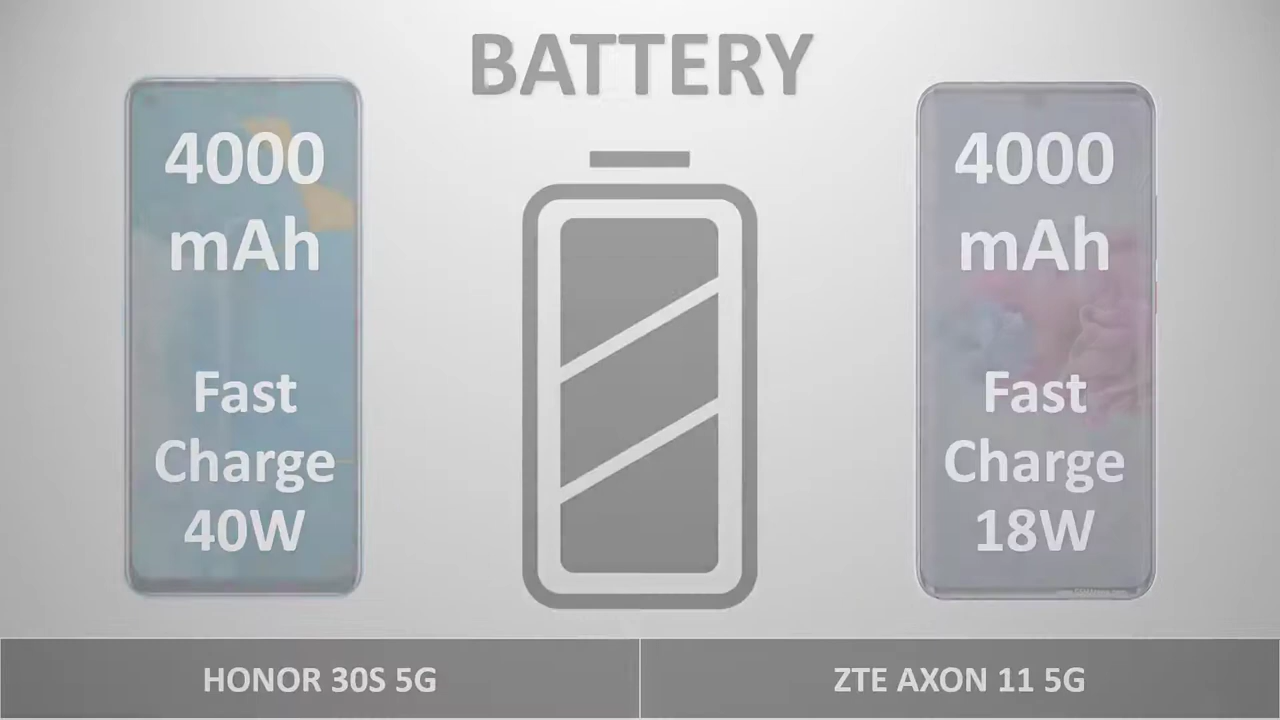 BATTERY
4000
mAh
Fast
Charge
40W
4000
mAh
Fast
Charge
18W
HONOR 30S 5G
ZTE AXON 11 5G